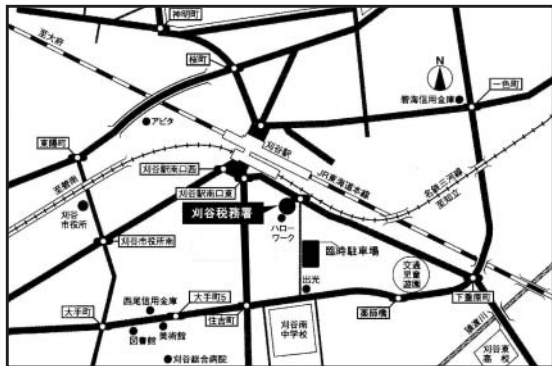 神明町
至大府
桜町
N
一色町
碧海信用金庫
アピタ
刈谷駅
東陽町
JR東海道本線
名鉄三河線
至知立
至碧南
刈谷駅南口西
刈谷駅南口東
刈谷税務署
刈谷
市役所
ハロー
ワーク
刈谷市役所南
臨時駐車場
交通
児童
遊園
出光
大手町
西尾信用金庫
大手町5
住吉町
薬師橋
下重原町
図書館
美術館
刈谷南
中学校
猿渡川
刈谷東
高校
刈谷総合病院